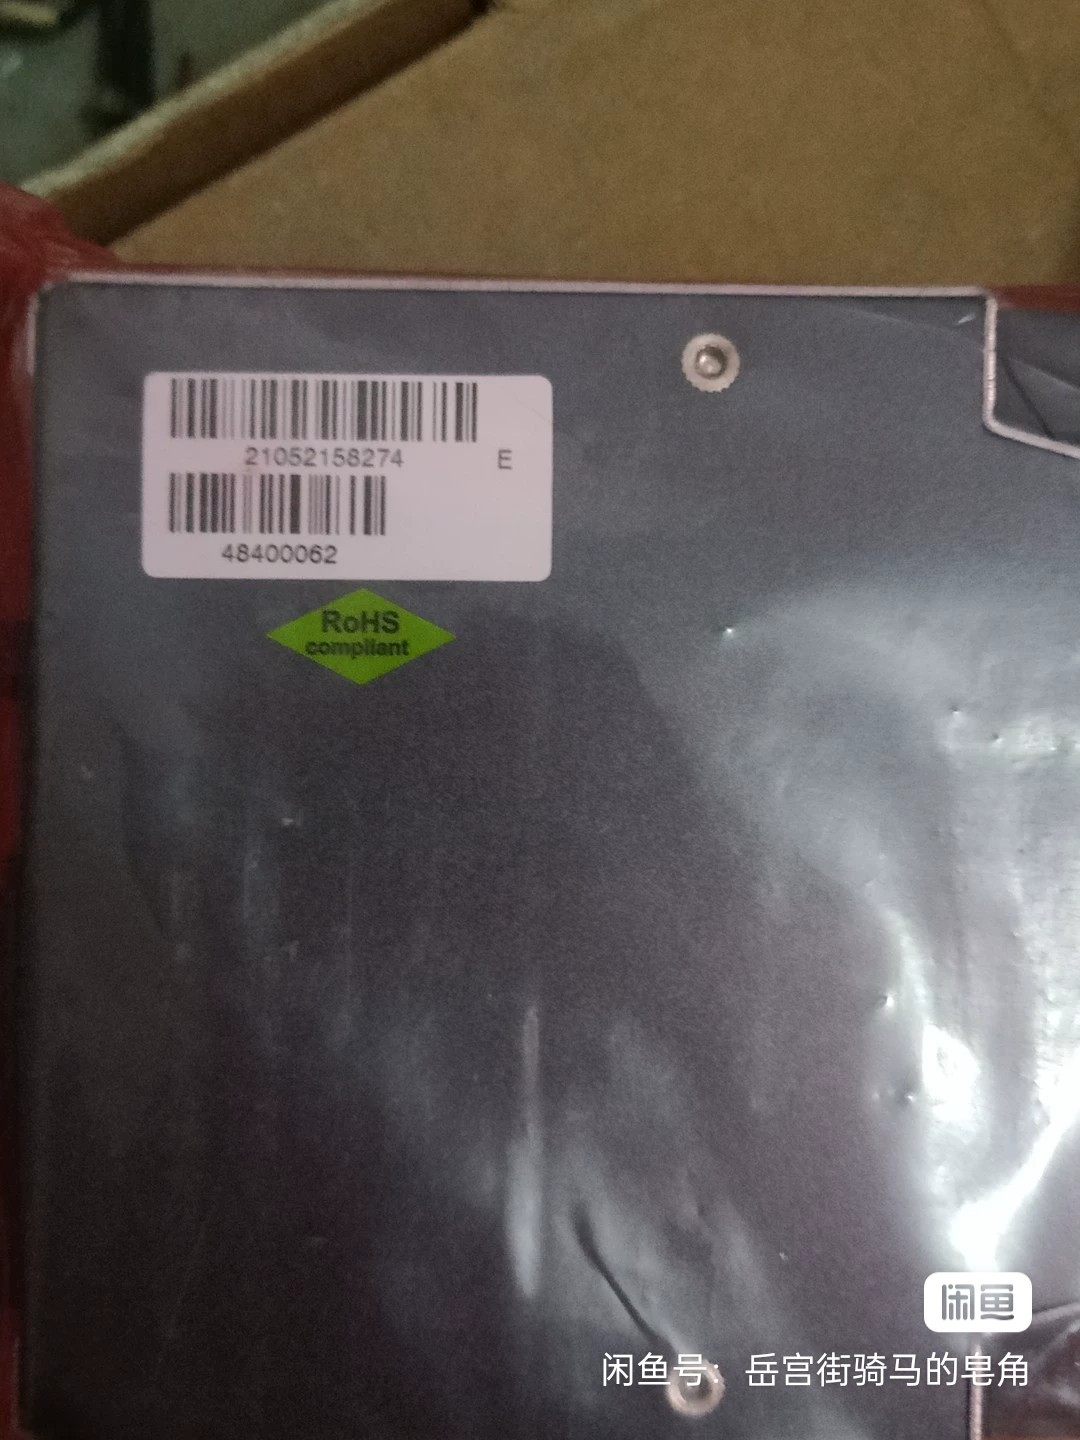 21052158274 E
48400062
RoHS
compliant
闲鱼
闲鱼号：岳宫街骑马的皂角